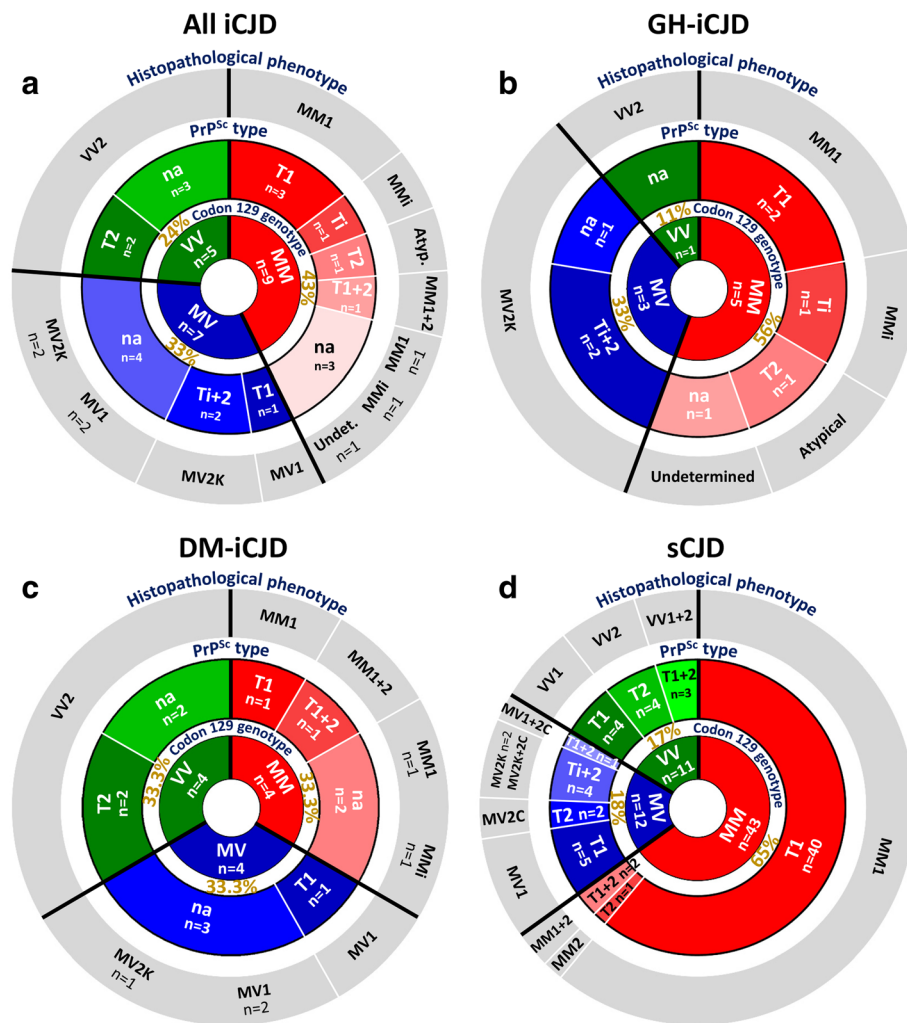 All iCJD
a
Histopathological phenotype
PrPSc type
Codon 129 genotype
MM
n=9
43%
MV
n=7
33%
VV
n=5
24%
T1
n=3
Ti
n=1
T2
n=1
T1+2
n=1
na
n=3
T1
n=1
Ti+2
n=2
na
n=4
T2
n=2
na
n=3
MM1
MMi
Atyp.
MM1+2
MM1
n=1
MMi
n=1
Undet.
n=1
MV1
MV2K
MV1
n=2
MV2K
n=2
VV2
GH-iCJD
b
Histopathological phenotype
PrPSc type
Codon 129 genotype
MM
n=5
56%
MV
n=3
33%
VV
n=1
11%
T1
n=2
Ti
n=1
T2
n=1
na
n=1
Ti+2
n=2
na
n=1
na
MM1
MMi
Atypical
Undetermined
MV2K
VV2
DM-iCJD
c
Histopathological phenotype
PrPSc type
Codon 129 genotype
MM
n=4
33.3%
MV
n=4
33.3%
VV
n=4
33.3%
T1
n=1
T1+2
n=1
na
n=2
T1
n=1
na
n=3
T2
n=2
na
n=2
MM1
MM1+2
MM1
n=1
MMi
n=1
MV1
MV1
n=2
MV2K
n=1
VV2
sCJD
d
Histopathological phenotype
PrPSc type
Codon 129 genotype
MM
n=43
65%
MV
n=12
18%
VV
n=11
17%
T1
n=40
T2 n=1
T1+2 n=2
T1
n=5
T2 n=2
Ti+2
n=4
T1+2 n=1
T1
n=4
T2
n=4
T1+2
n=3
MM1
MM2
MM1+2
MV1
MV2C
MV2K n=2
MV2K+2C
MV1+2C
VV1
VV2
VV1+2